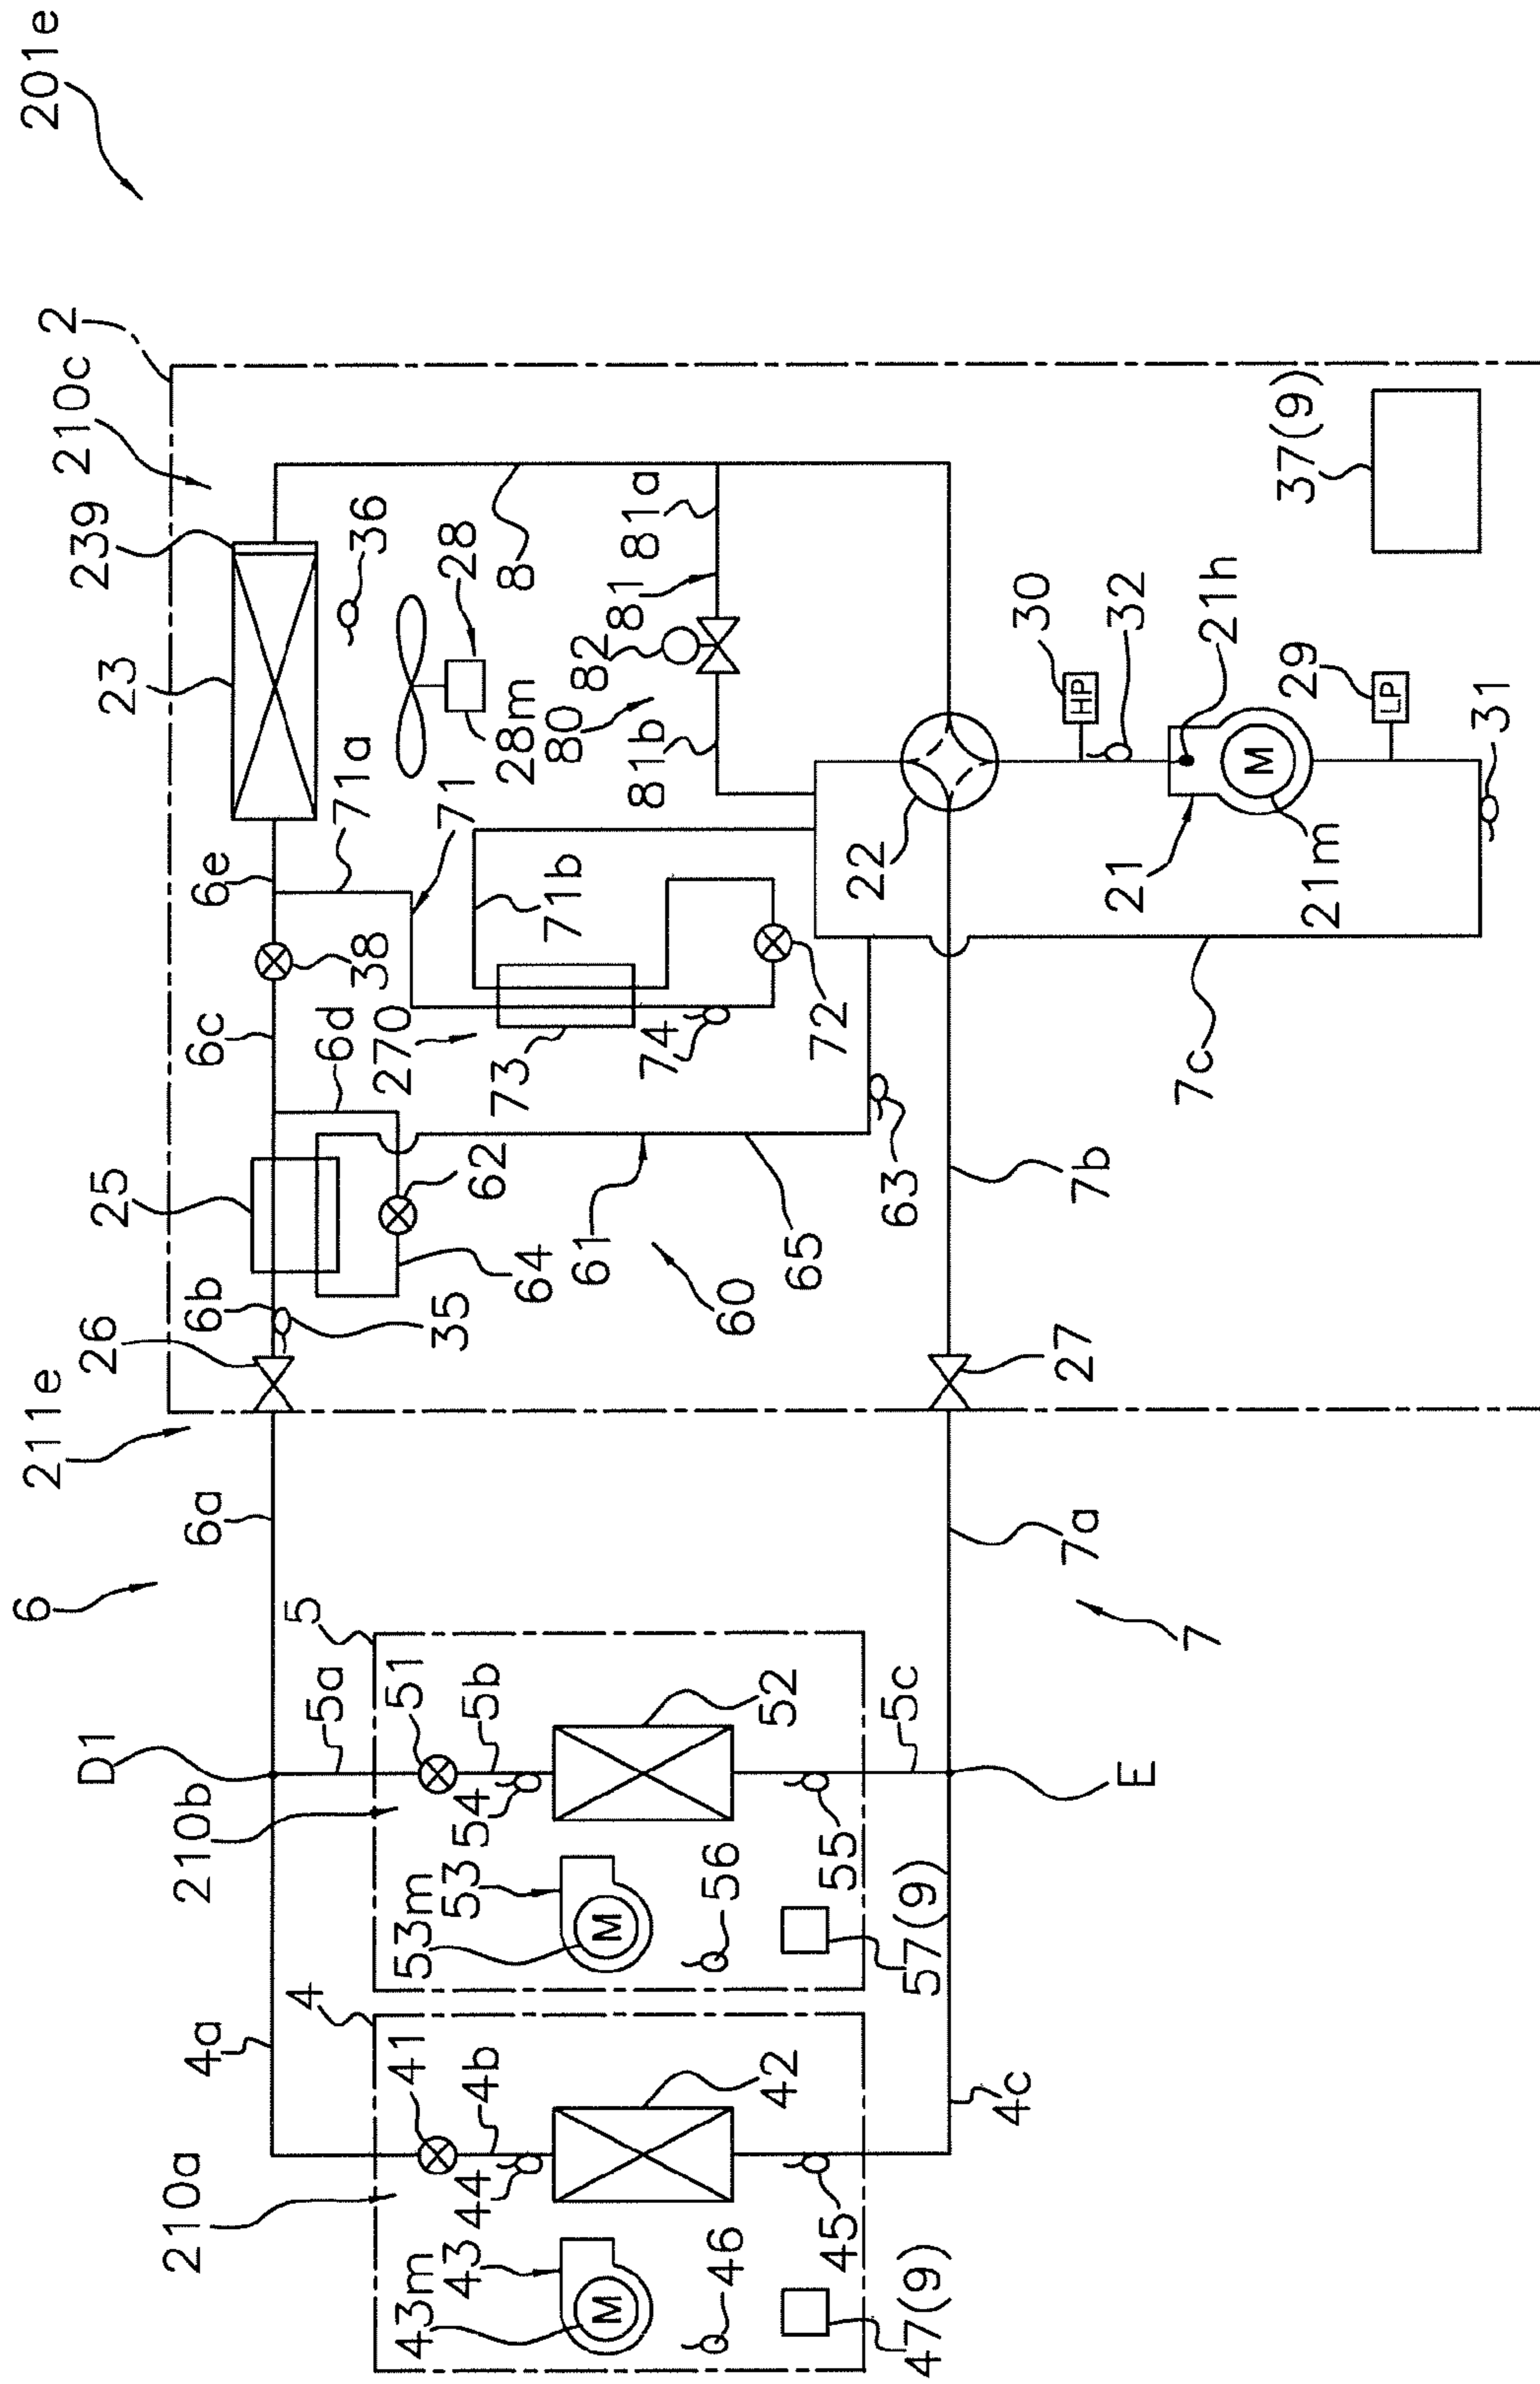 201e
2
210c
239
23
36
28
28m
8
81a
81
82
80
81b
71a
71
71b
6e
38
6c
6d
270
73
74
72
22
30
HP
32
21h
21
M
21m
29
LP
31
37(9)
7c
25
62
64
61
65
60
63
7b
6b
35
26
27
211e
6a
6
7a
7
5
5a
51
5b
52
5c
D1
210b
54
53
53m
M
56
55
57(9)
E
4
4a
41
4b
42
4c
210a
44
43
43m
M
46
45
47(9)